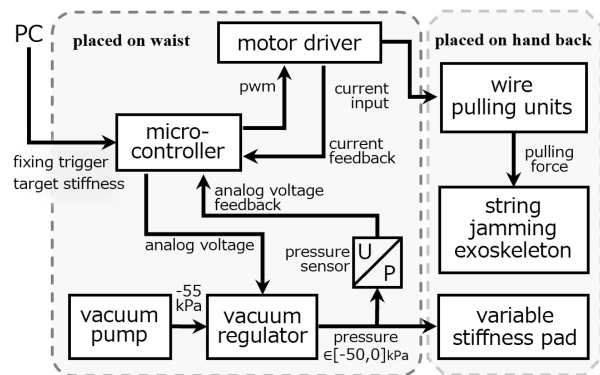 PC
placed on waist
motor driver
placed on hand back
pwm
current
input
wire
pulling units
micro-
controller
fixing trigger
target stiffness
current
feedback
pulling
force
analog voltage
feedback
string
jamming
exoskeleton
analog voltage
pressure
sensor
U
P
-55
kPa
vacuum
pump
vacuum
regulator
pressure
∈[-50,0]kPa
variable
stiffness pad